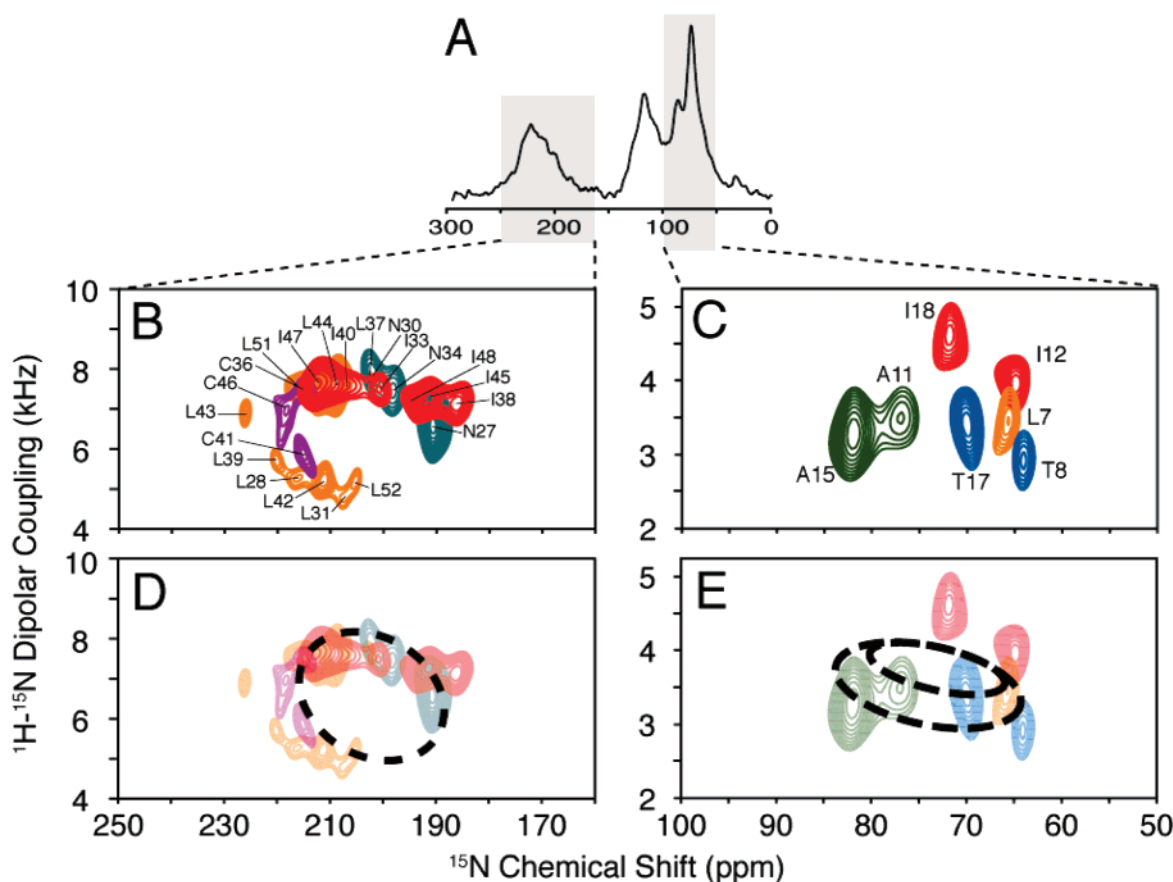 A
300 200 100 0
10 B L44 L37 N30
I47 I40 I33
L51 N34
C36 I48
C46 I45
L43 I38
C41 N27
L39
L28
L42 L52
L31
8
6
4
C
5
4
3
2
I18
I12
A11
L7
A15
T17 T8
D
10
8
6
4
250 230 210 190 170
E
5
4
3
2
100 90 80 70 60 50
¹H-¹⁵N Dipolar Coupling (kHz)
¹⁵N Chemical Shift (ppm)